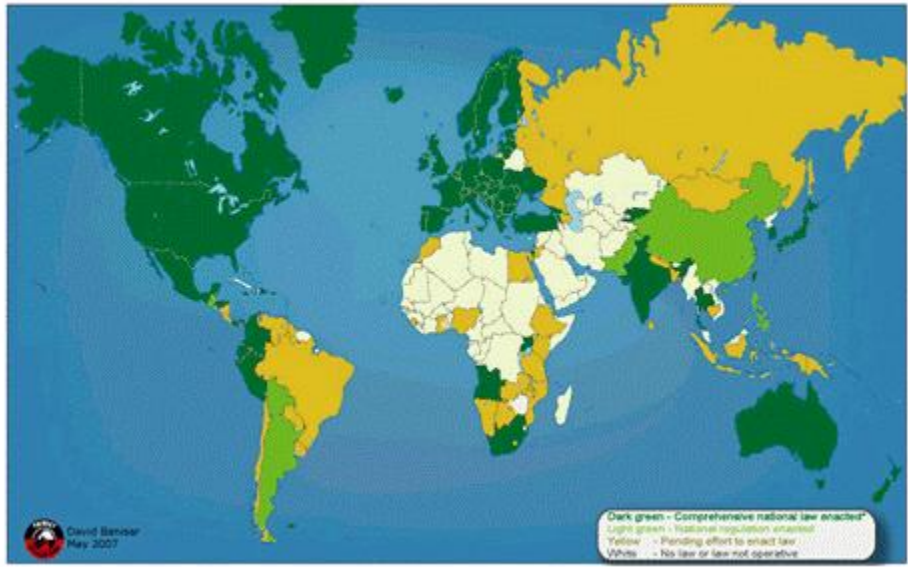 David Banisar
May 2007
Dark green - Comprehensive national law enacted*
Light green - National regulation enacted
Yellow - Pending effort to enact law
White - No law or law not operative